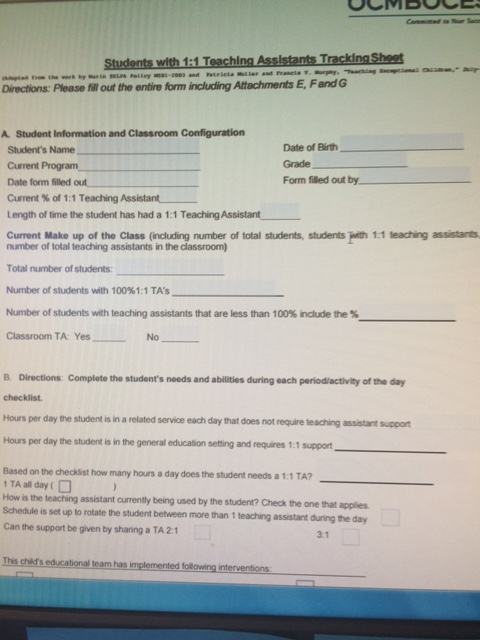 OCMBOCES
Committed to Your
Students with 1:1 Teaching Assistants Tracking Sheet
(Adapted from the work by Marin SELPA Policy and Patricia Mullar and Francis V. Murphy, "Teaching Exceptional Children," July-
Directions: Please fill out the entire form including Attachments E, F and G
A. Student Information and Classroom Configuration
Student's Name Date of Birth
Current Program Grade
Date form filled out Form filled out by
Current % of 1:1 Teaching Assistant
Length of time the student has had a 1:1 Teaching Assistant
Current Make up of the Class (including number of total students, students with 1:1 teaching assistants,
number of total teaching assistants in the classroom)
Total number of students:
Number of students with 100%1:1 TA's
Number of students with teaching assistants that are less than 100% include the %
Classroom TA: Yes No
B. Directions: Complete the student's needs and abilities during each period/activity of the day
checklist.
Hours per day the student is in a related service each day that does not require teaching assistant support
Hours per day the student is in the general education setting and requires 1:1 support
Based on the checklist how many hours a day does the student needs a 1:1 TA?
1 TA all day ( )
How is the teaching assistant currently being used by the student? Check the one that applies.
Schedule is set up to rotate the student between more than 1 teaching assistant during the day
Can the support be given by sharing a TA 2:1 3:1
This child's educational team has implemented following interventions: